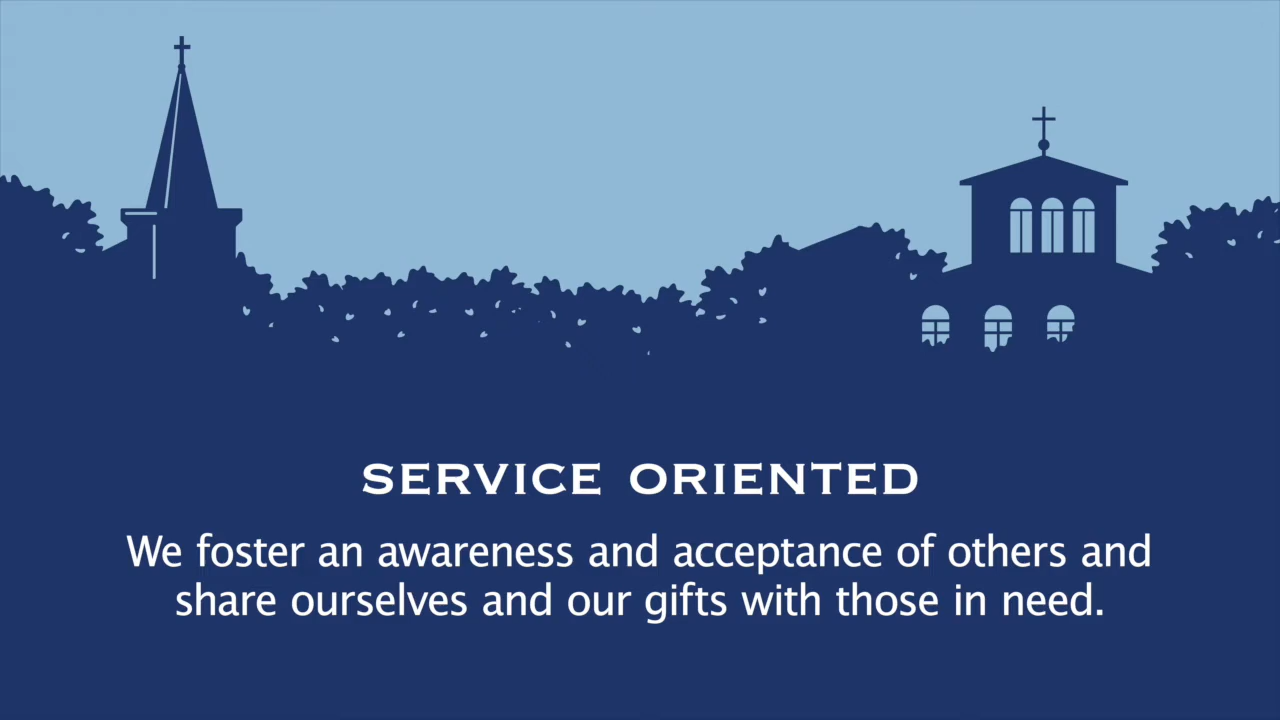 SERVICE ORIENTED
We foster an awareness and acceptance of others and
share ourselves and our gifts with those in need.